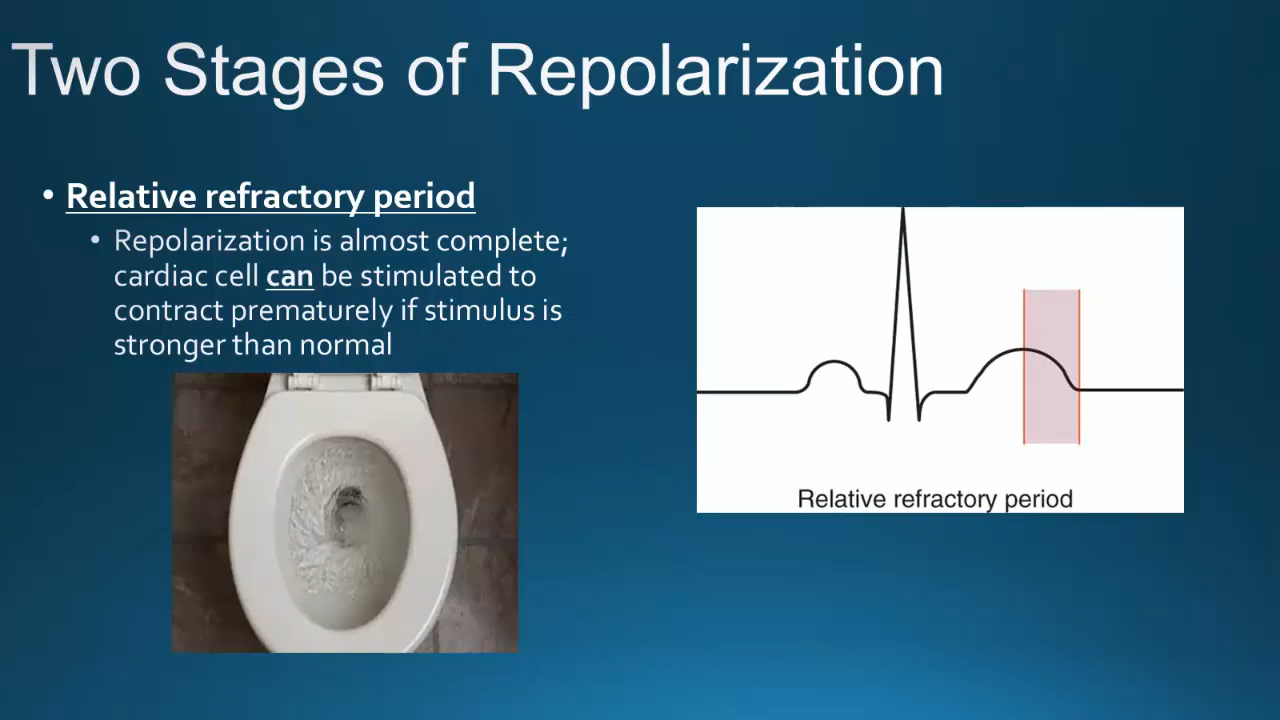 Two Stages of Repolarization
• Relative refractory period
• Repolarization is almost complete;
cardiac cell can be stimulated to
contract prematurely if stimulus is
stronger than normal
Relative refractory period